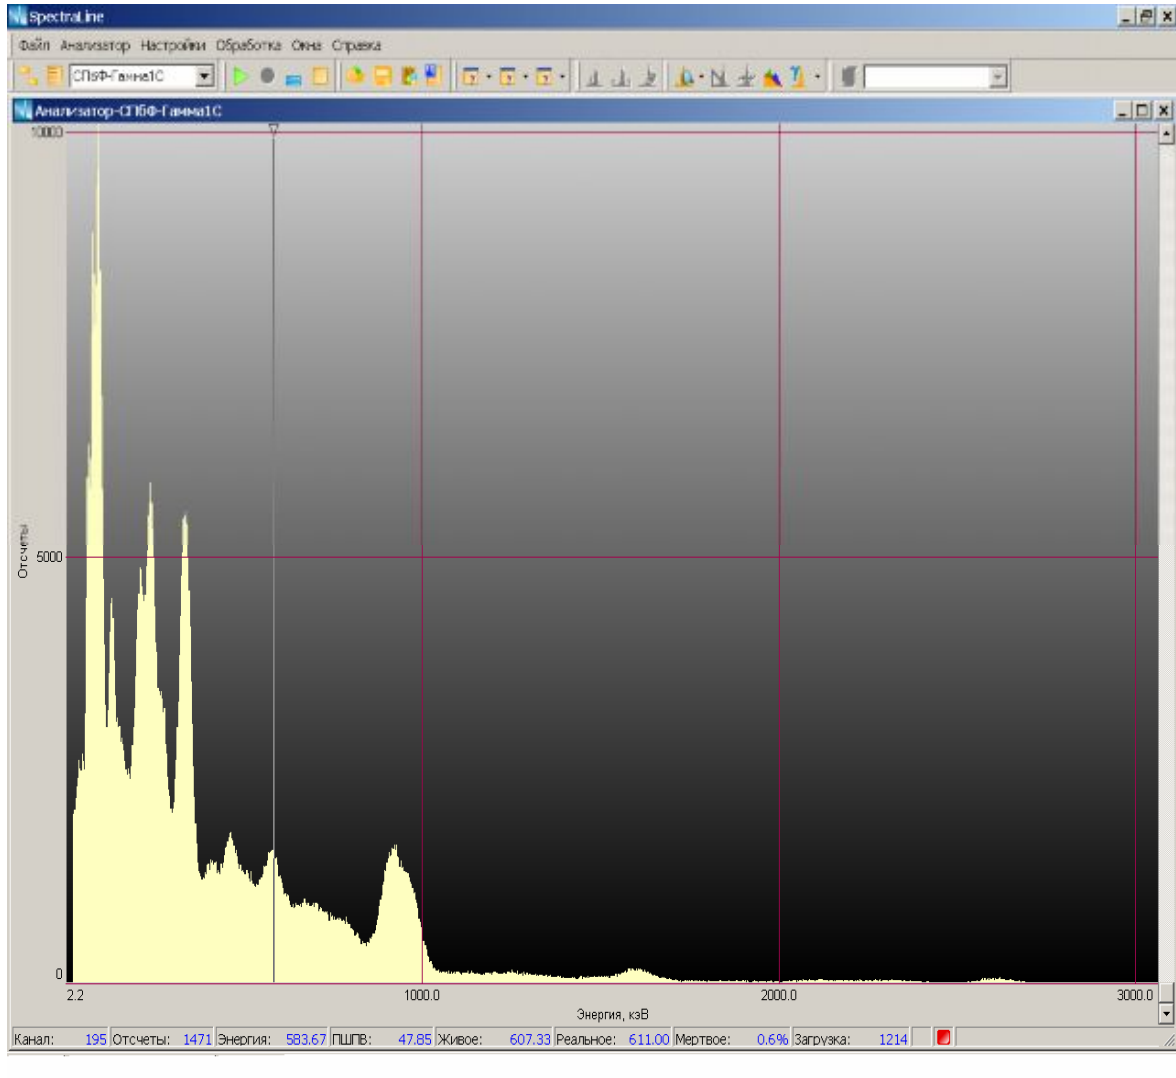 SpectraLine
Файл Анализатор Настройки Обработка Окна Справка
СПбФ-Гамма1С
Анализатор-СПбФ-Гамма1С
10000
Отсчеты
5000
0
2.2 1000.0 2000.0 3000.0
Энергия, кэВ
Канал: 195 Отсчеты: 1471 Энергия: 583.67 ПШПВ: 47.85 Живое: 607.33 Реальное: 611.00 Мертвое: 0.6% Загрузка: 1214